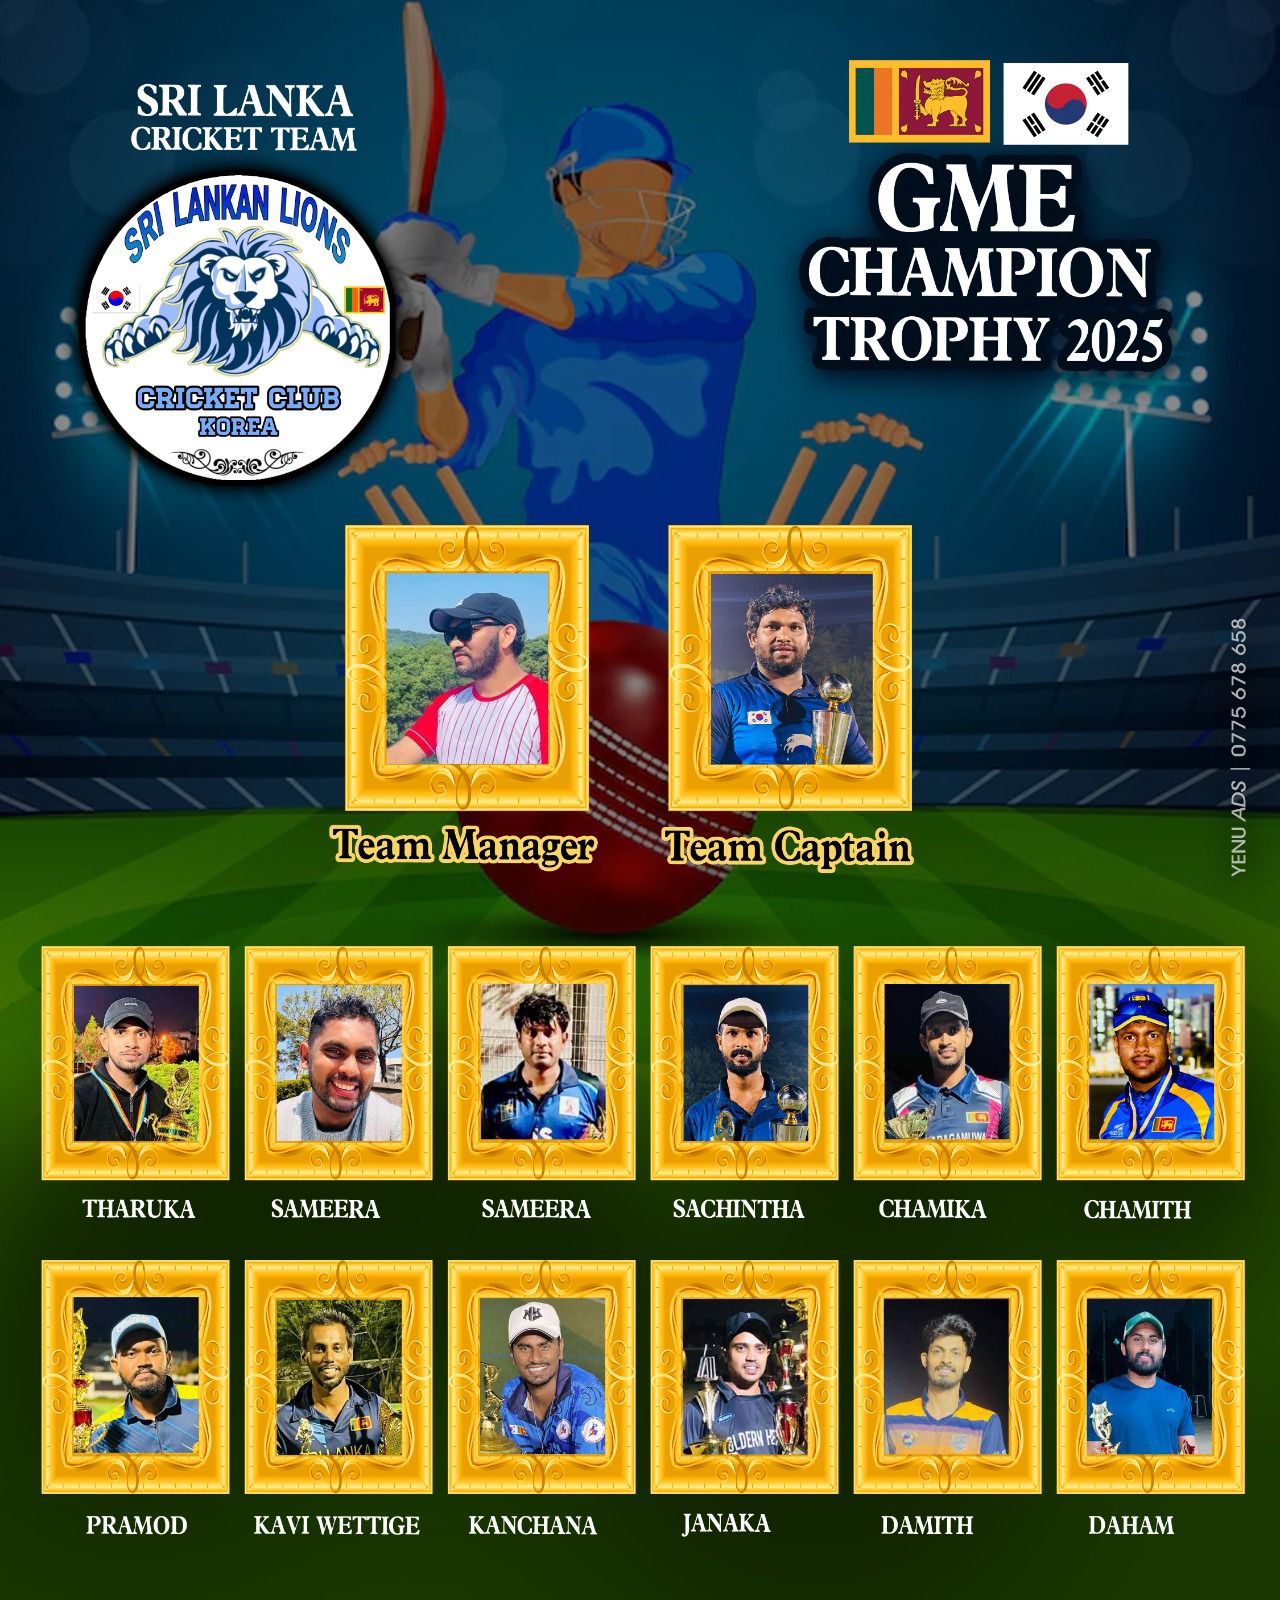 SRI LANKA
CRICKET TEAM
SRI LANKAN LIONS
CRICKET CLUB
KOREA
GME
CHAMPION
TROPHY 2025
Team Manager
Team Captain
YENU ADS | 0775 678 658
THARUKA
SAMEERA
SAMEERA
SACHINTHA
CHAMIKA
CHAMITH
PRAMOD
KAVI WETTIGE
KANCHANA
JANAKA
DAMITH
DAHAM